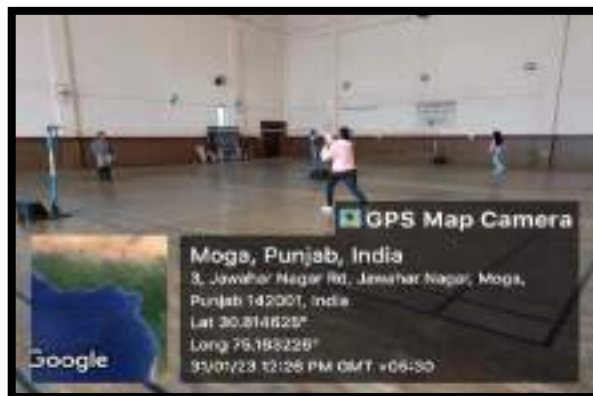 GPS Map Camera
Moga, Punjab, India
3, Jawahar Nagar Rd, Jawahar Nagar, Moga,
Punjab 142001, India
Lat 30.814625°
Long 75.163226°
31/01/23 12:26 PM GMT +05:30
Google